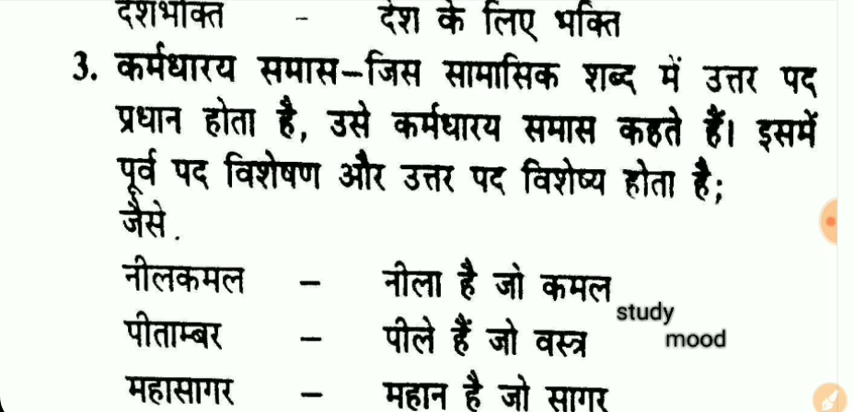 देशभक्ति - देश के लिए भक्ति
3. कर्मधारय समास–जिस सामासिक शब्द में उत्तर पद
प्रधान होता है, उसे कर्मधारय समास कहते हैं। इसमें
पूर्व पद विशेषण और उत्तर पद विशेष्य होता है;
जैसे.
नीलकमल – नीला है जो कमल
study
पीताम्बर – पीले हैं जो वस्त्र
mood
महासागर – महान है जो सागर